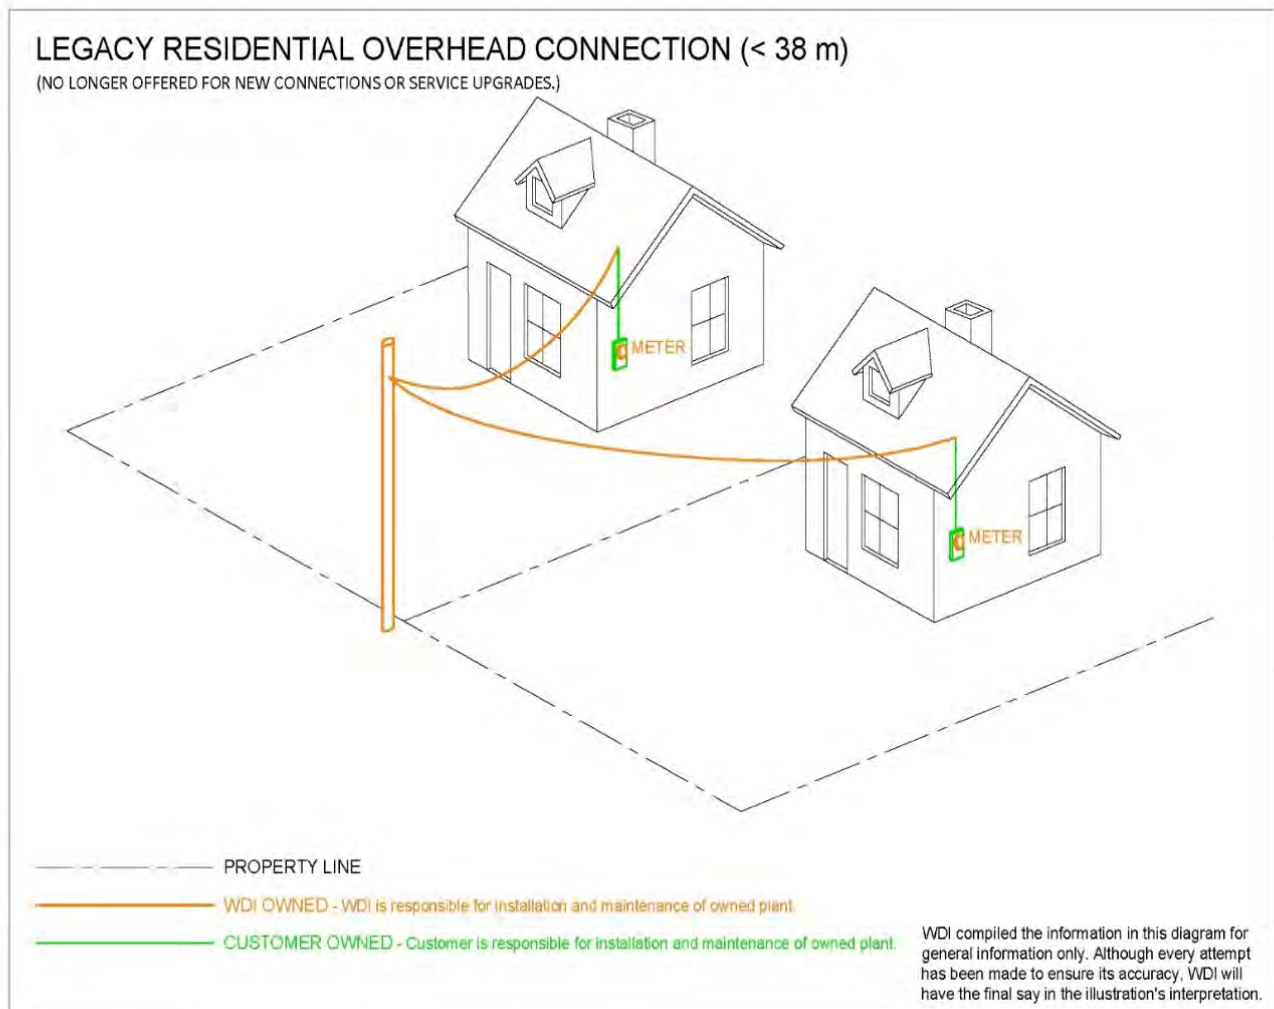 LEGACY RESIDENTIAL OVERHEAD CONNECTION (< 38 m)
(NO LONGER OFFERED FOR NEW CONNECTIONS OR SERVICE UPGRADES.)
METER
METER
PROPERTY LINE
WDI OWNED - WDI is responsible for installation and maintenance of owned plant.
CUSTOMER OWNED - Customer is responsible for installation and maintenance of owned plant.
WDI compiled the information in this diagram for
general information only. Although every attempt
has been made to ensure its accuracy, WDI will
have the final say in the illustration's interpretation.